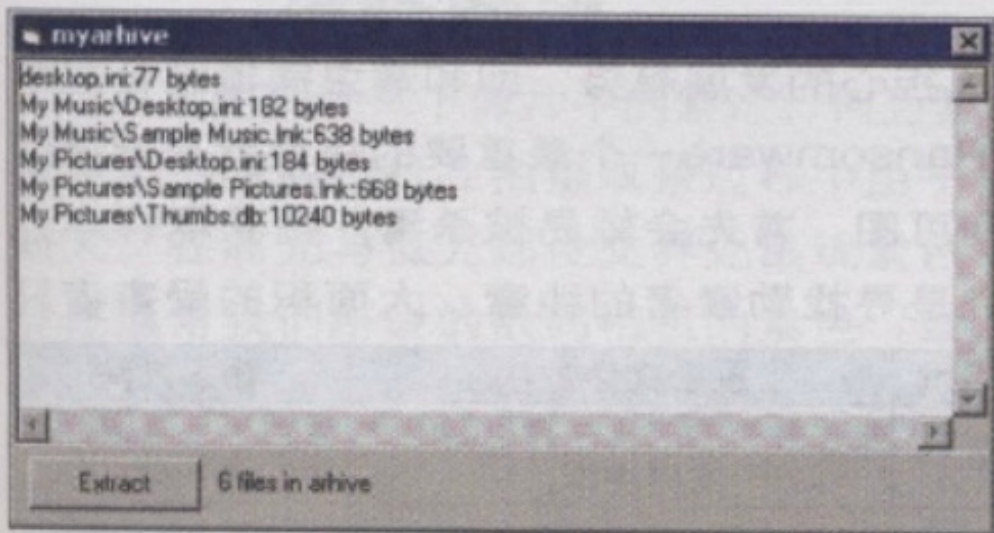 myarhive
desktop.ini:77 bytes
My Music\Desktop.ini:182 bytes
My Music\Sample Music.lnk:638 bytes
My Pictures\Desktop.ini:184 bytes
My Pictures\Sample Pictures.lnk:668 bytes
My Pictures\Thumbs.db:10240 bytes
Extract
6 files in arhive